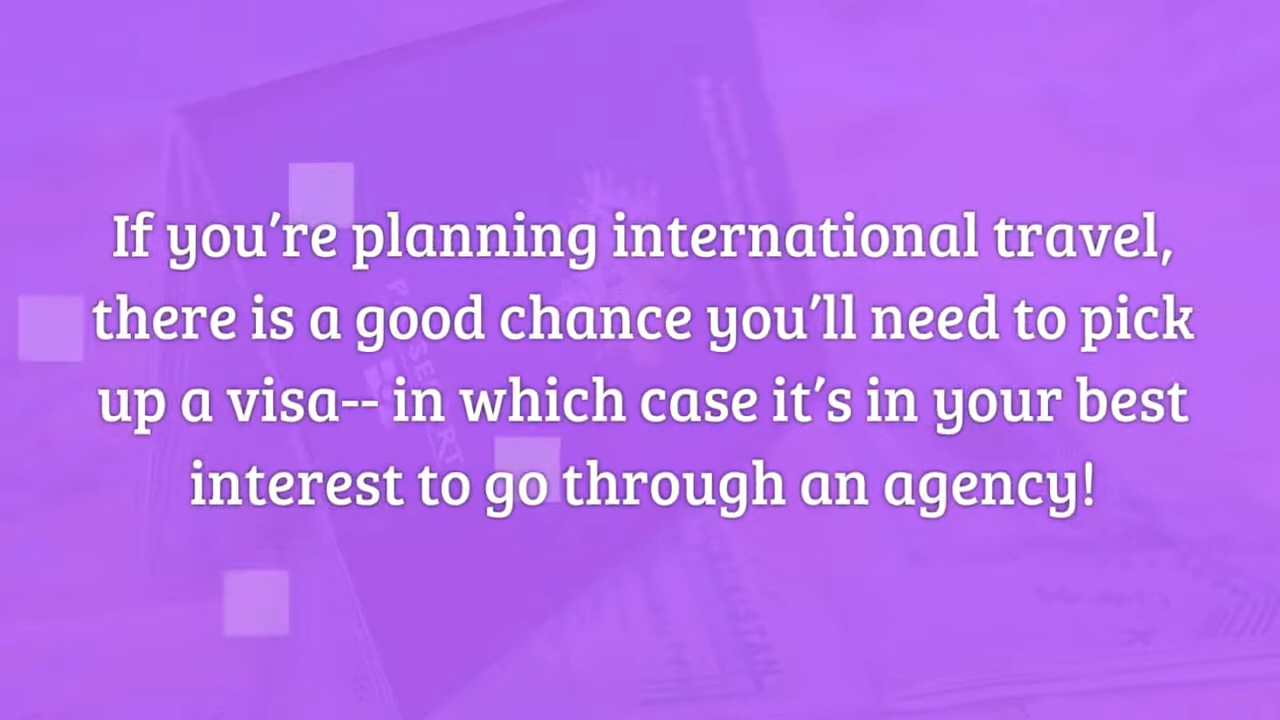 If you're planning international travel,
there is a good chance you'll need to pick
up a visa-- in which case it's in your best
interest to go through an agency!